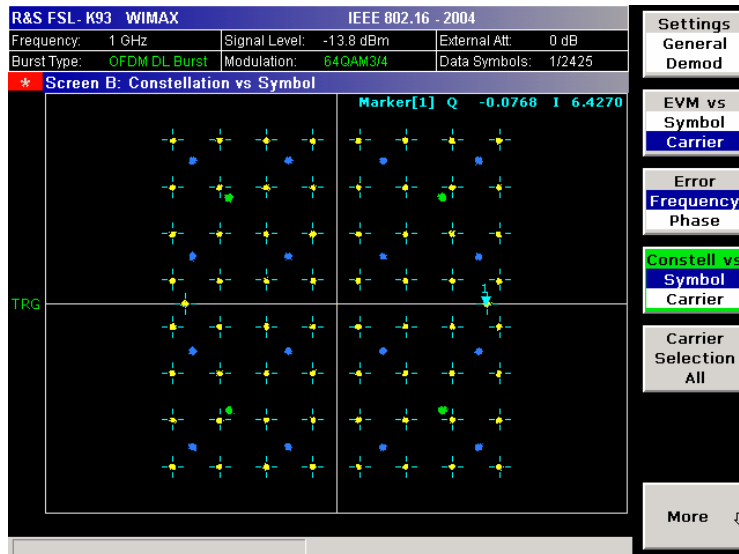 R&S FSL- K93 WIMAX IEEE 802.16 - 2004
Frequency: 1 GHz Signal Level: -13.8 dBm External Att: 0 dB
Burst Type: OFDM DL Burst Modulation: 64QAM3/4 Data Symbols: 1/2425
* Screen B: Constellation vs Symbol
Marker[1] Q -0.0768 I 6.4270
1
TRG
Settings
General
Demod
EVM vs
Symbol
Carrier
Error
Frequency
Phase
Constell vs
Symbol
Carrier
Carrier
Selection
All
More